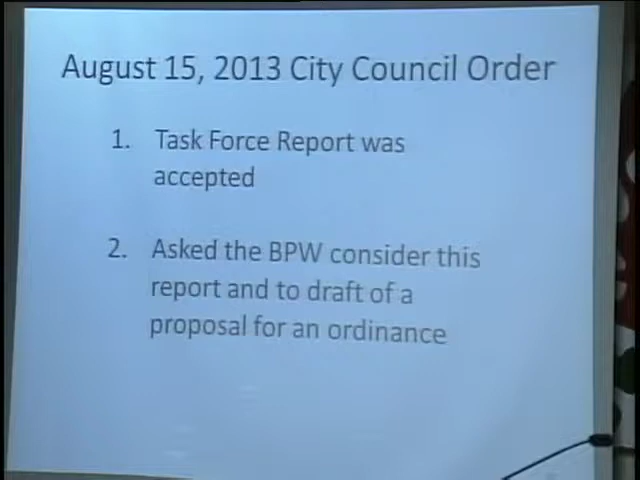 August 15, 2013 City Council Order
1. Task Force Report was
accepted
2. Asked the BPW consider this
report and to draft of a
proposal for an ordinance